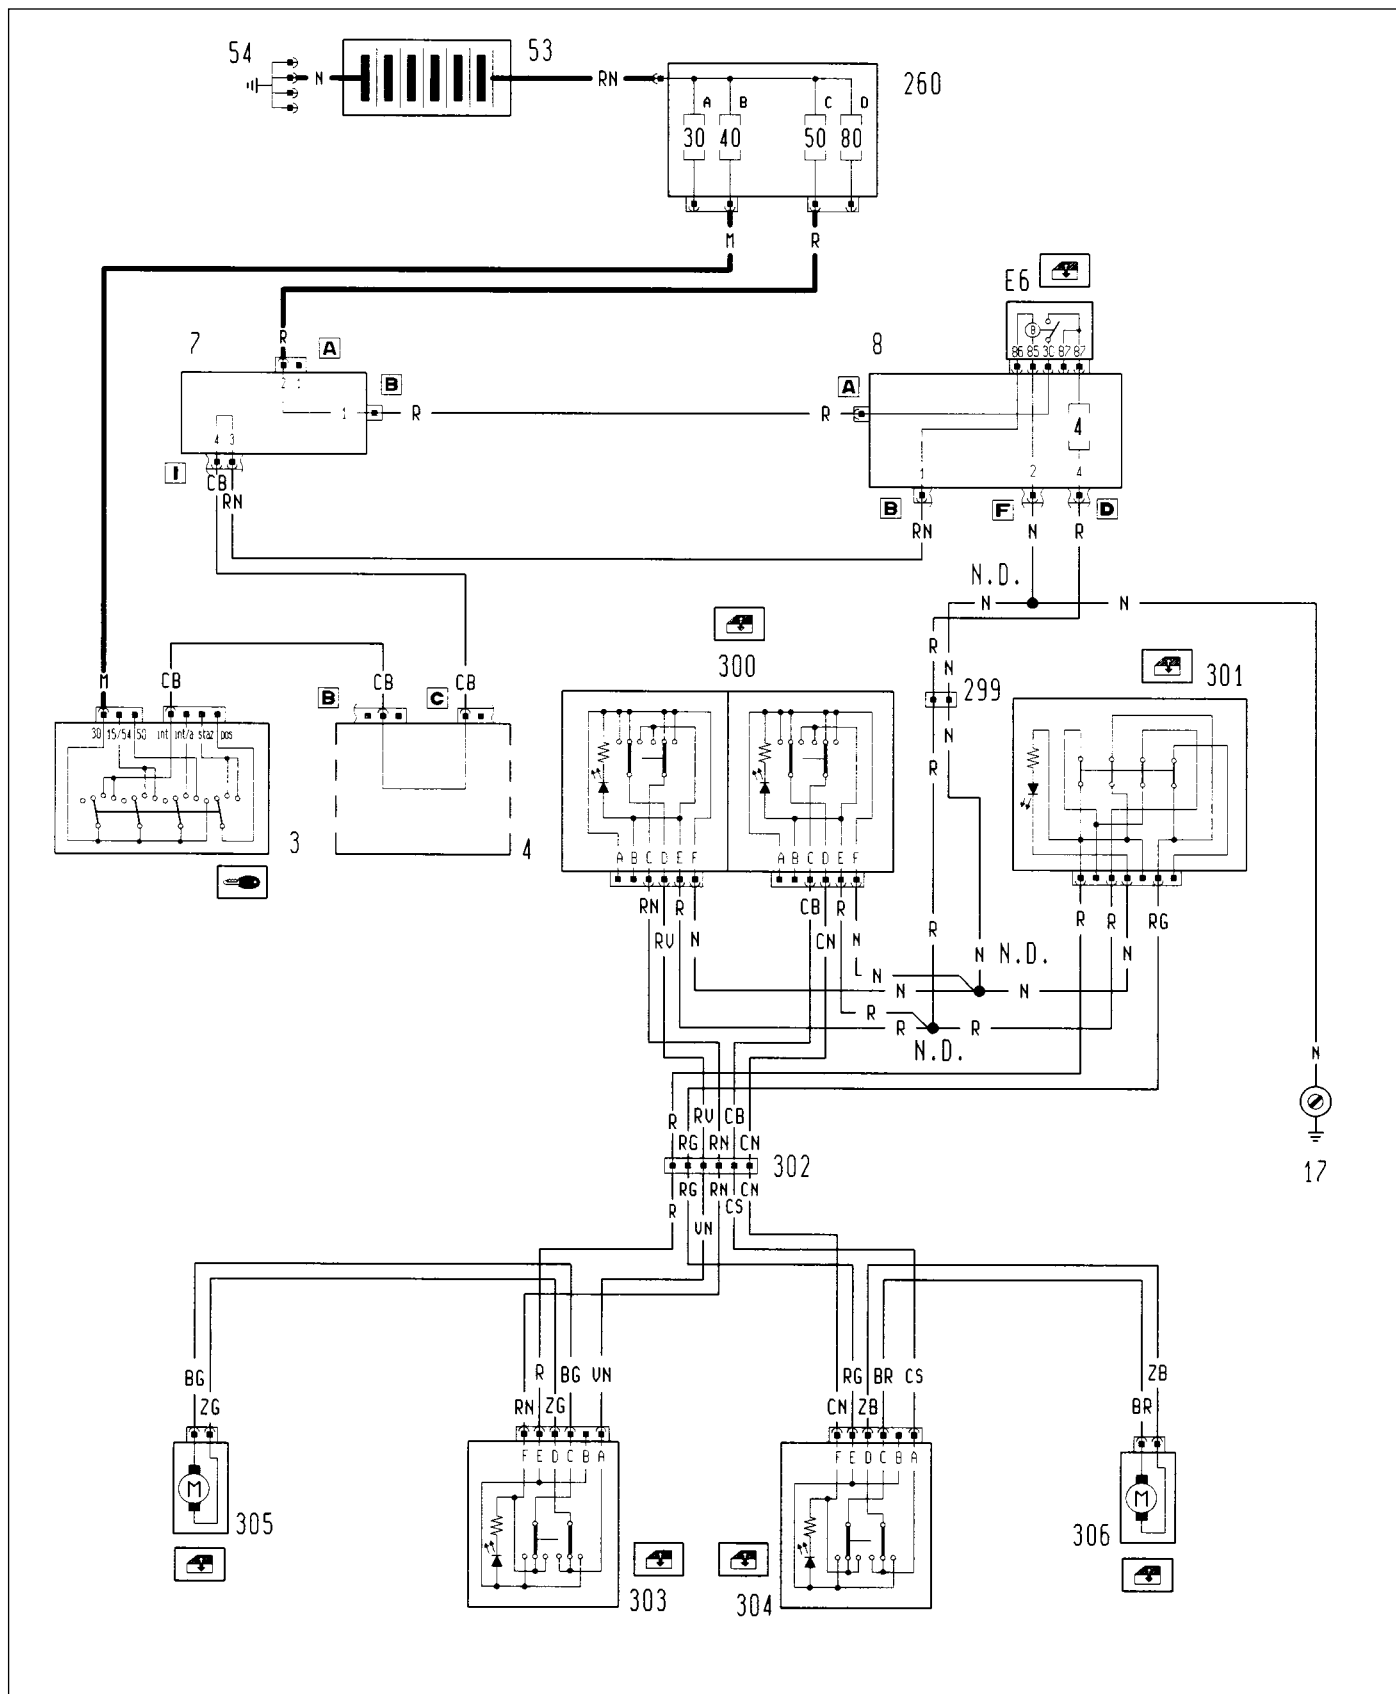 54
53
N
RN
260
A
B
C
D
30
40
50
80
M
R
E6
B
86 85 30 87 87
7
R
A
8
2 1
B
A
1
R
R
4
4 3
I
CB
RN
1
2
4
B
F
D
RN
N
R
N.D.
N
N
300
R
N
299
301
M
CB
B
CB
C
CB
30 15/54 50 int int/a staz pos
R
N
3
4
A B C D E F
A B C D E F
RN
RV
R
N
CB
CN
R
N
R
N
R
R
N
RG
N.D.
N
N
N
R
R
R
N.D.
N
R
RG
RV
RN
CB
CN
302
17
R
RG
VN
RN
CS
CN
BG
ZG
RN
R
ZG
BG
VN
CN
RG
ZB
BR
CS
BR
ZB
F E D C B A
F E D C B A
M
M
305
303
304
306